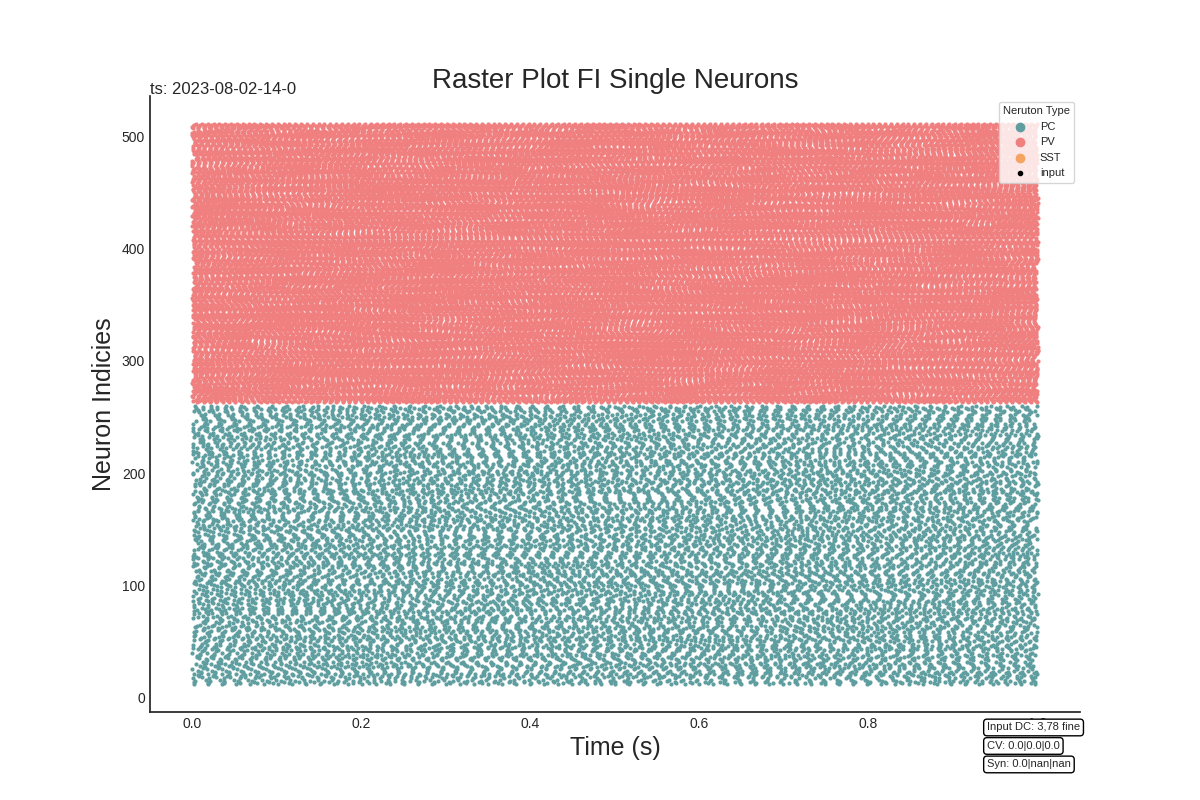 Raster Plot FI Single Neurons
ts: 2023-08-02-14-0
Neruton Type
PC
PV
SST
input
500
400
300
200
100
0
Neuron Indicies
0.0 0.2 0.4 0.6 0.8
Time (s)
Input DC: 3,78 fine
CV: 0.0|0.0|0.0
Syn: 0.0|nan|nan